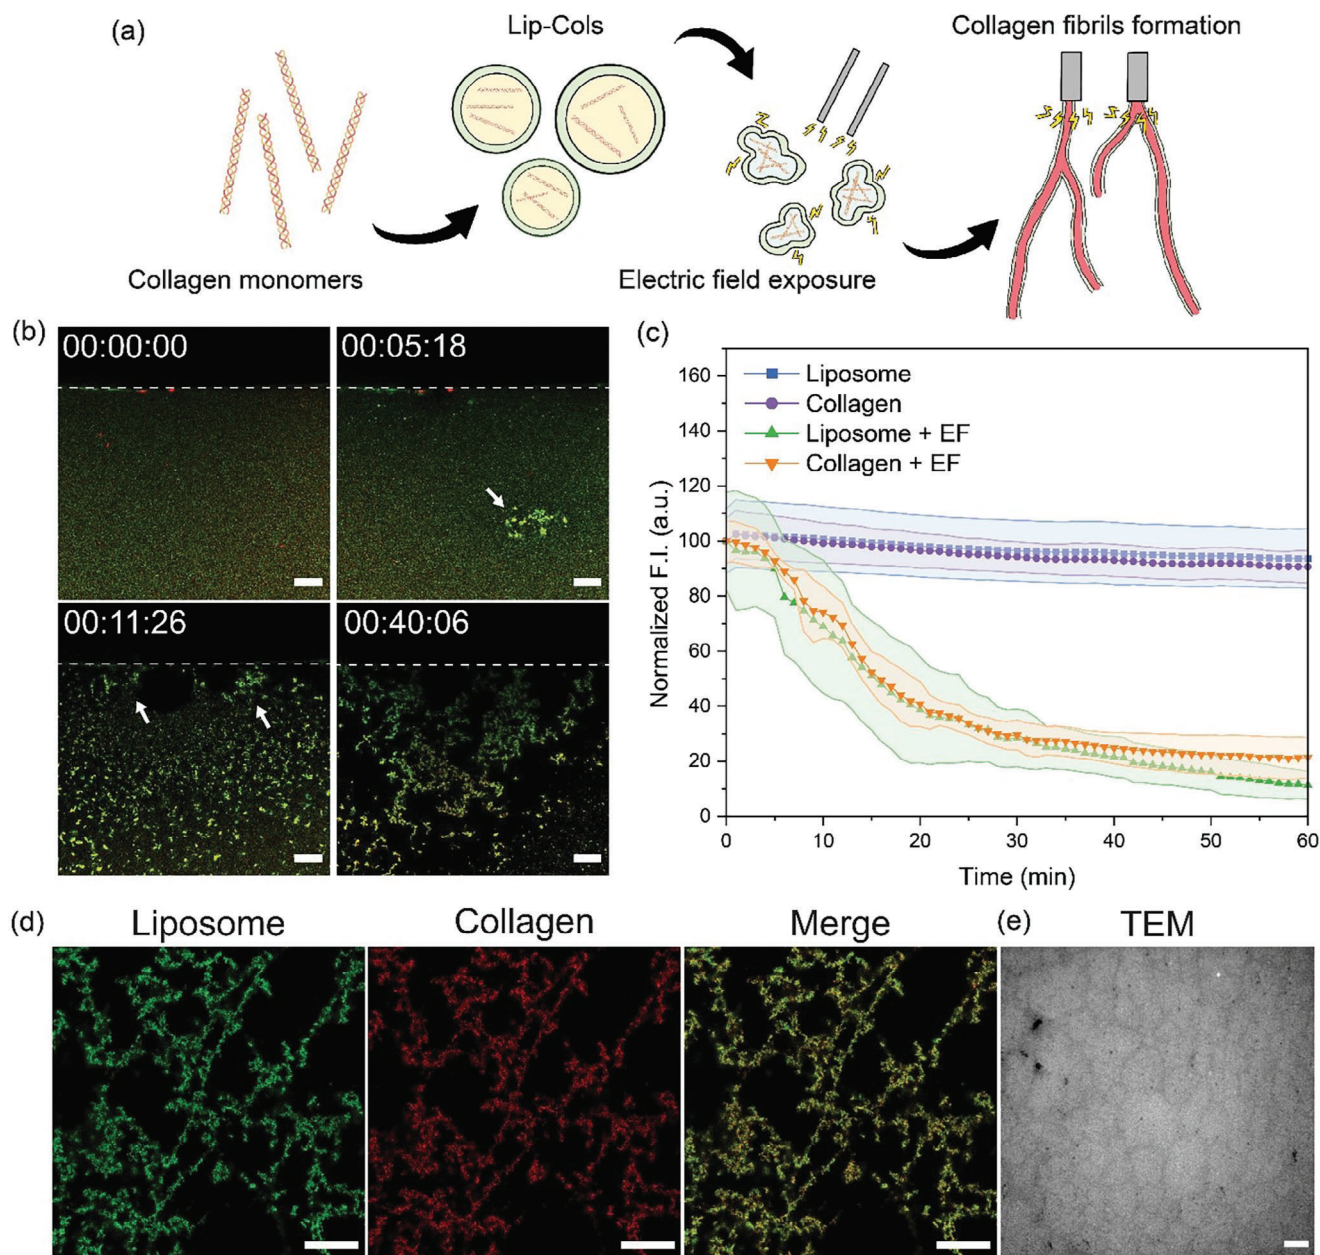 (a)
Lip-Cols
Collagen fibrils formation
Collagen monomers
Electric field exposure
(b)
00:00:00
00:05:18
00:11:26
00:40:06
(c)
Liposome
Collagen
Liposome + EF
Collagen + EF
160
140
120
100
80
60
40
20
0
Normalized F.I. (a.u.)
0 10 20 30 40 50 60
Time (min)
(d)
Liposome
Collagen
Merge
(e)
TEM